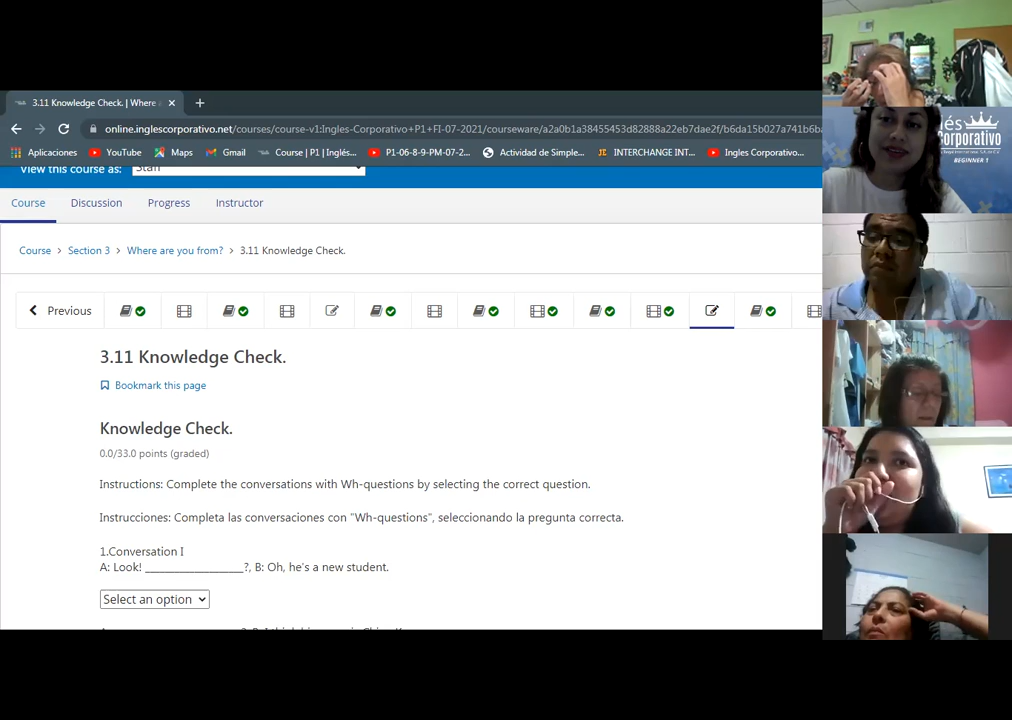 3.11 Knowledge Check. | Where
online.inglescorporativo.net/courses/course-v1:Ingles-Corporativo+P1+FI-07-2021/courseware/a2a0b1a38455453d82888a22eb7dae2f/b6da15b027a741b6b
Aplicaciones YouTube Maps Gmail Course | P1 | Inglés... P1-06-8-9-PM-07-2... Actividad de Simple... INTERCHANGE INT... Ingles Corporativo...
View this course as: Staff
Course Discussion Progress Instructor
Course > Section 3 > Where are you from? > 3.11 Knowledge Check.
Previous
3.11 Knowledge Check.
Bookmark this page
Knowledge Check.
0.0/33.0 points (graded)
Instructions: Complete the conversations with Wh-questions by selecting the correct question.
Instrucciones: Completa las conversaciones con "Wh-questions", seleccionando la pregunta correcta.
1.Conversation I
A: Look! ____________________?, B: Oh, he's a new student.
Select an option
lés
Corporativo
BEGINNER 1